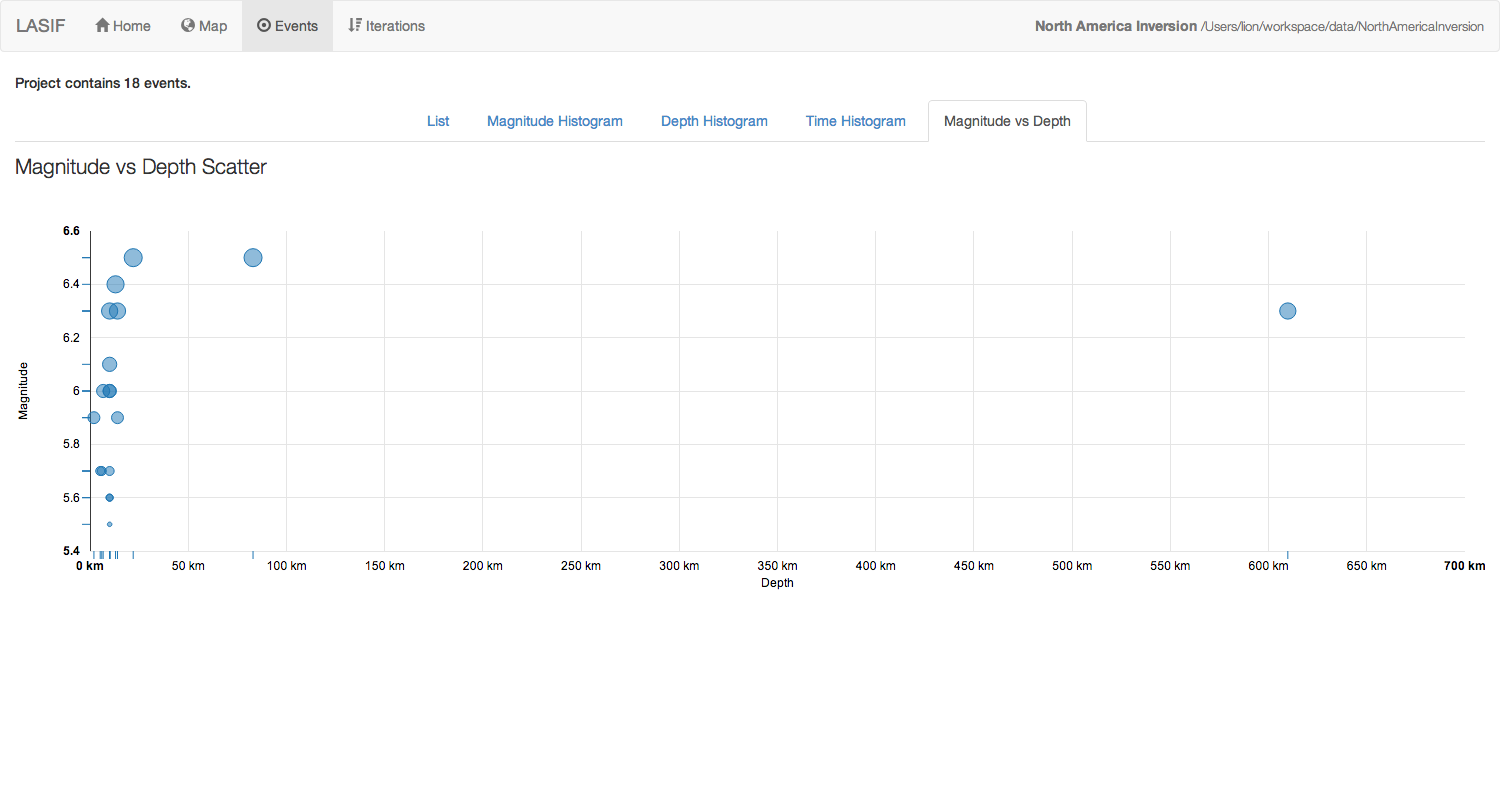 LASIF Home Map Events Iterations North America Inversion /Users/lion/workspace/data/NorthAmericaInversion
Project contains 18 events.
List Magnitude Histogram Depth Histogram Time Histogram Magnitude vs Depth
Magnitude vs Depth Scatter
6.6
6.4
6.2
6
5.8
5.6
5.4
Magnitude
0 km 50 km 100 km 150 km 200 km 250 km 300 km 350 km 400 km 450 km 500 km 550 km 600 km 650 km 700 km
Depth